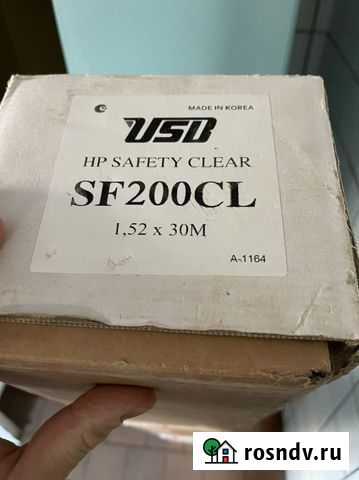 MADE IN KOREA
USB
HP SAFETY CLEAR
SF200CL
1,52 x 30M
A-1164
rosndv.ru